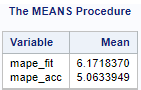 The MEANS Procedure
Variable Mean
mape_fit 6.1718370
mape_acc 5.0633949